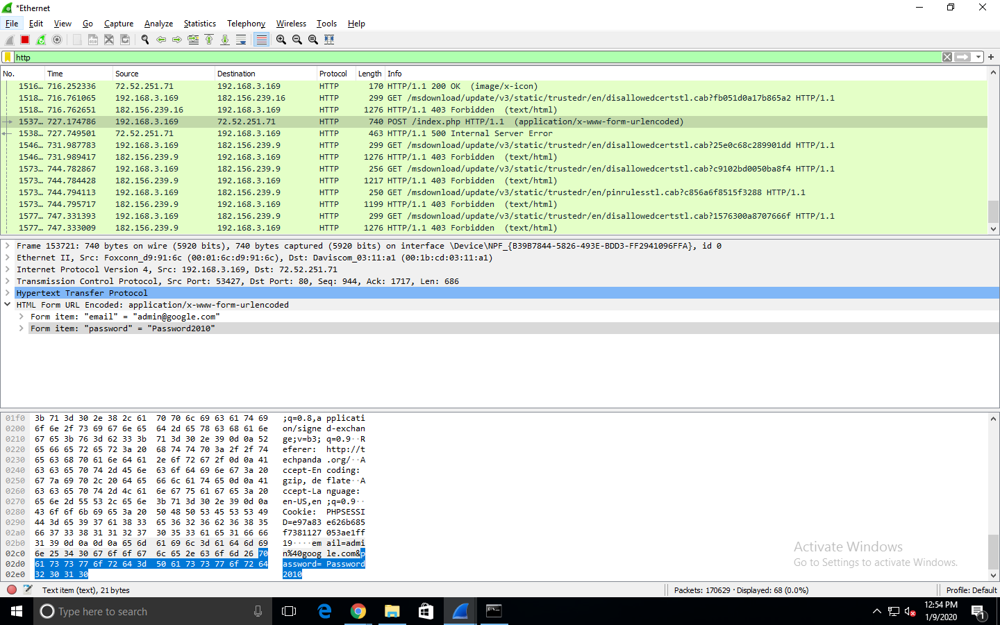 *Ethernet
File Edit View Go Capture Analyze Statistics Telephony Wireless Tools Help
http
No. Time Source Destination Protocol Length Info
1516… 716.252336 72.52.251.71 192.168.3.169 HTTP 170 HTTP/1.1 200 OK (image/x-icon)
1518… 716.761065 192.168.3.169 182.156.239.16 HTTP 299 GET /msdownload/update/v3/static/trustedr/en/disallowedcertstl.cab?fb051d0a17b865a2 HTTP/1.1
1518… 716.762651 182.156.239.16 192.168.3.169 HTTP 1276 HTTP/1.1 403 Forbidden (text/html)
1537… 727.174786 192.168.3.169 72.52.251.71 HTTP 740 POST /index.php HTTP/1.1 (application/x-www-form-urlencoded)
1538… 727.749501 72.52.251.71 192.168.3.169 HTTP 463 HTTP/1.1 500 Internal Server Error
1546… 731.987783 192.168.3.169 182.156.239.9 HTTP 299 GET /msdownload/update/v3/static/trustedr/en/disallowedcertstl.cab?25e0c68c289901dd HTTP/1.1
1546… 731.989417 182.156.239.9 192.168.3.169 HTTP 1276 HTTP/1.1 403 Forbidden (text/html)
1573… 744.782867 192.168.3.169 182.156.239.9 HTTP 256 GET /msdownload/update/v3/static/trustedr/en/disallowedcertstl.cab?c9102bd0050ba8f4 HTTP/1.1
1573… 744.784428 182.156.239.9 192.168.3.169 HTTP 1217 HTTP/1.1 403 Forbidden (text/html)
1573… 744.794113 192.168.3.169 182.156.239.9 HTTP 250 GET /msdownload/update/v3/static/trustedr/en/pinrulesstl.cab?c856a6f8515f3288 HTTP/1.1
1573… 744.795717 182.156.239.9 192.168.3.169 HTTP 1199 HTTP/1.1 403 Forbidden (text/html)
1577… 747.331393 192.168.3.169 182.156.239.9 HTTP 299 GET /msdownload/update/v3/static/trustedr/en/disallowedcertstl.cab?1576300a8707666f HTTP/1.1
1577… 747.333009 182.156.239.9 192.168.3.169 HTTP 1276 HTTP/1.1 403 Forbidden (text/html)
Frame 153721: 740 bytes on wire (5920 bits), 740 bytes captured (5920 bits) on interface \Device\NPF_{B39B7844-5826-493E-BDD3-FF2941096FFA}, id 0
Ethernet II, Src: Foxconn_d9:91:6c (00:01:6c:d9:91:6c), Dst: Daviscom_03:11:a1 (00:1b:cd:03:11:a1)
Internet Protocol Version 4, Src: 192.168.3.169, Dst: 72.52.251.71
Transmission Control Protocol, Src Port: 53427, Dst Port: 80, Seq: 944, Ack: 1717, Len: 686
Hypertext Transfer Protocol
HTML Form URL Encoded: application/x-www-form-urlencoded
Form item: "email" = "admin@google.com"
Form item: "password" = "Password2010"
01f0 3b 71 3d 30 2e 38 2c 61 70 70 6c 69 63 61 74 69 ;q=0.8,a pplicati
0200 6f 6e 2f 73 69 67 6e 65 64 2d 65 78 63 68 61 6e on/signe d-exchan
0210 67 65 3b 76 3d 62 33 3b 71 3d 30 2e 39 0d 0a 52 ge;v=b3; q=0.9··R
0220 65 66 65 72 65 72 3a 20 68 74 74 70 3a 2f 2f 74 eferer: http://t
0230 65 63 68 70 61 6e 64 61 2e 6f 72 67 2f 0d 0a 41 echpanda .org/··A
0240 63 63 65 70 74 2d 45 6e 63 6f 64 69 6e 67 3a 20 ccept-En coding:
0250 67 7a 69 70 2c 20 64 65 66 6c 61 74 65 0d 0a 41 gzip, de flate··A
0260 63 63 65 70 74 2d 4c 61 6e 67 75 61 67 65 3a 20 ccept-La nguage:
0270 65 6e 2d 55 53 2c 65 6e 3b 71 3d 30 2e 39 0d 0a en-US,en ;q=0.9··
0280 43 6f 6f 6b 69 65 3a 20 50 48 50 53 45 53 53 49 Cookie: PHPSESSI
0290 44 3d 65 39 37 61 38 33 65 36 32 36 62 36 38 35 D=e97a83 e626b685
02a0 66 37 33 38 31 31 32 37 30 35 33 61 65 31 66 66 f7381127 053ae1ff
02b0 31 39 0d 0a 0d 0a 65 6d 61 69 6c 3d 61 64 6d 69 19····em ail=admi
02c0 6e 25 34 30 67 6f 6f 67 6c 65 2e 63 6f 6d 26 70 n%40goog le.com&p
02d0 61 73 73 77 6f 72 64 3d 50 61 73 73 77 6f 72 64 assword= Password
02e0 32 30 31 30 2010
Activate Windows
Go to Settings to activate Windows.
Text item (text), 21 bytes Packets: 170629 · Displayed: 68 (0.0%) Profile: Default
Type here to search
12:54 PM
1/9/2020
1